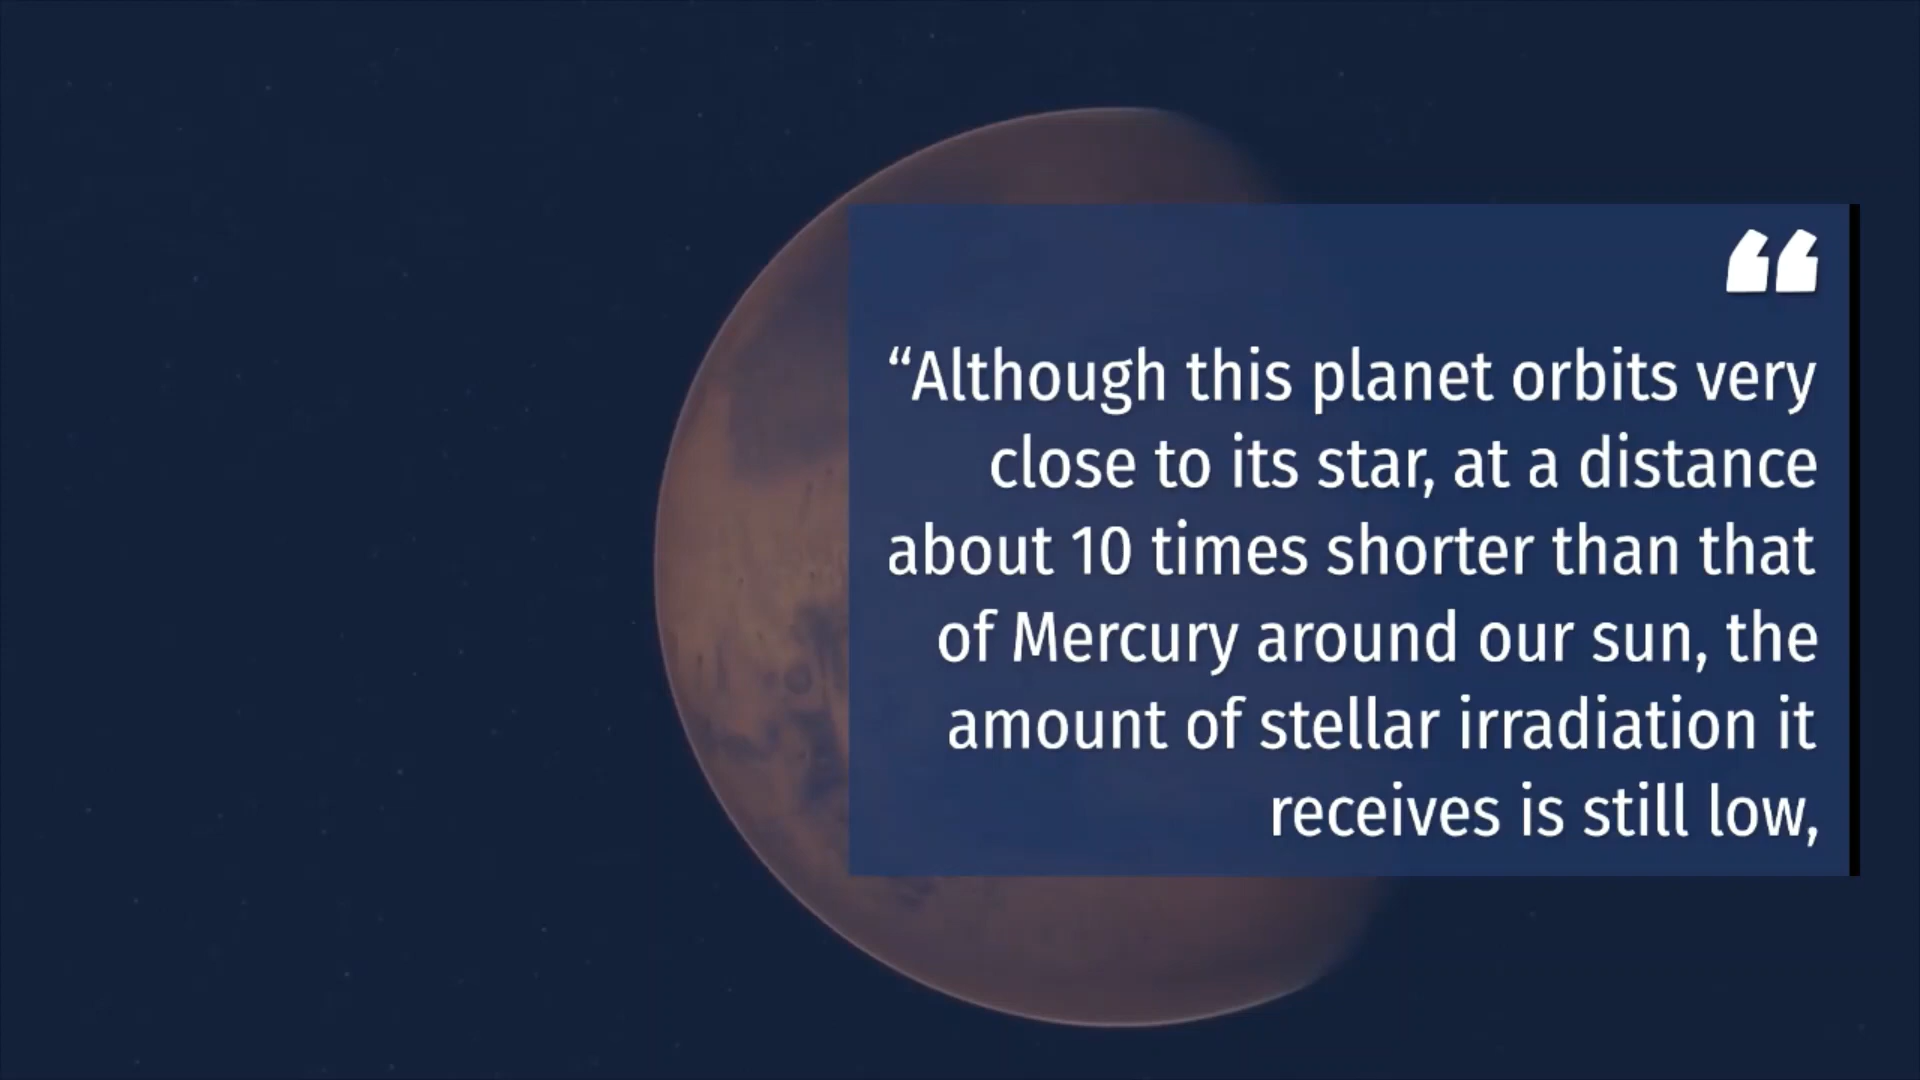 “
“Although this planet orbits very
close to its star, at a distance
about 10 times shorter than that
of Mercury around our sun, the
amount of stellar irradiation it
receives is still low,